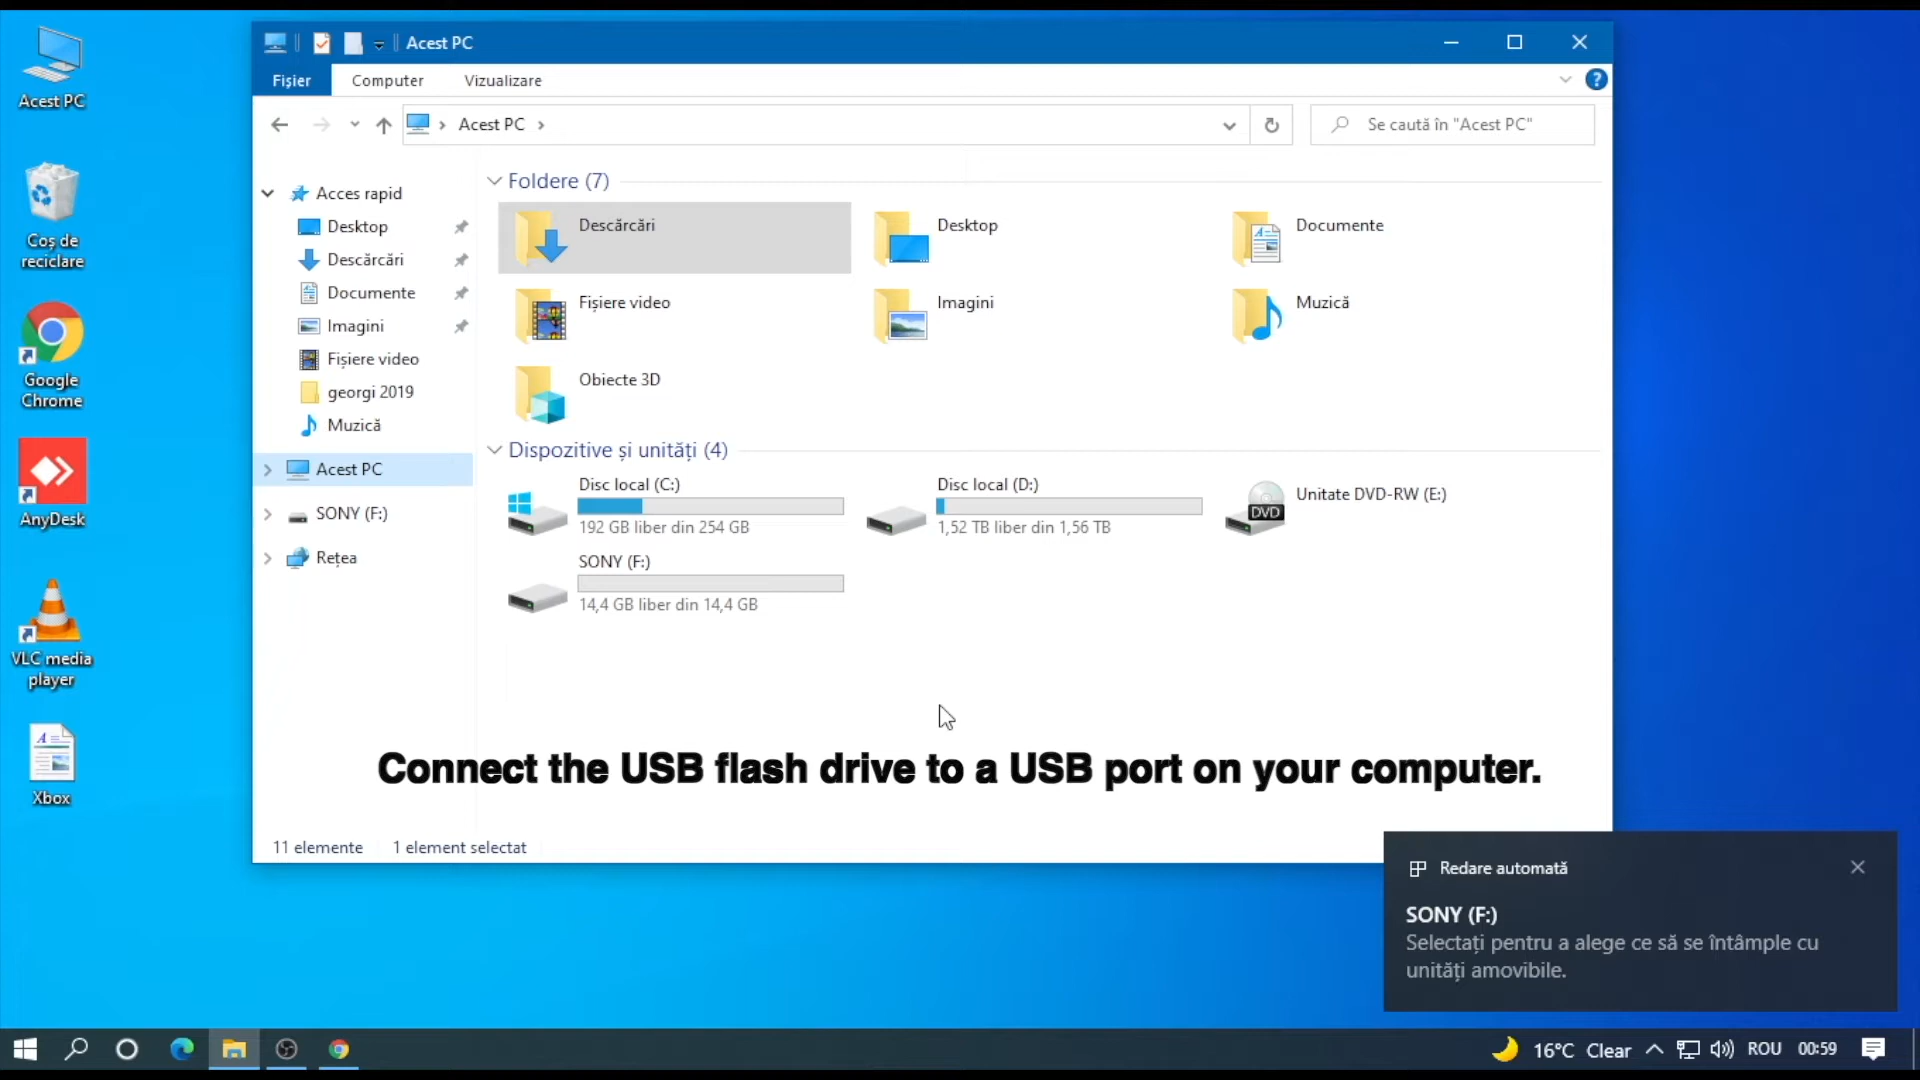 Acest PC
Coș de
reciclare
Google
Chrome
AnyDesk
VLC media
player
Xbox
Acest PC
Fișier
Computer
Vizualizare
?
Acest PC
Se caută în "Acest PC"
Acces rapid
Desktop
Descărcări
Documente
Imagini
Fișiere video
georgi 2019
Muzică
Acest PC
SONY (F:)
Rețea
Foldere (7)
Descărcări
Desktop
Documente
Fișiere video
Imagini
Muzică
Obiecte 3D
Dispozitive și unități (4)
Disc local (C:)
192 GB liber din 254 GB
Disc local (D:)
1,52 TB liber din 1,56 TB
DVD
Unitate DVD-RW (E:)
SONY (F:)
14,4 GB liber din 14,4 GB
Connect the USB flash drive to a USB port on your computer.
11 elemente
1 element selectat
Redare automată
SONY (F:)
Selectați pentru a alege ce să se întâmple cu
unități amovibile.
16°C Clear
ROU
00:59